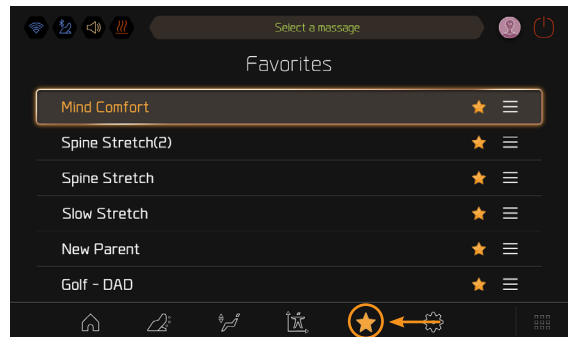 Select a massage
Favorites
Mind Comfort
Spine Stretch(2)
Spine Stretch
Slow Stretch
New Parent
Golf - DAD